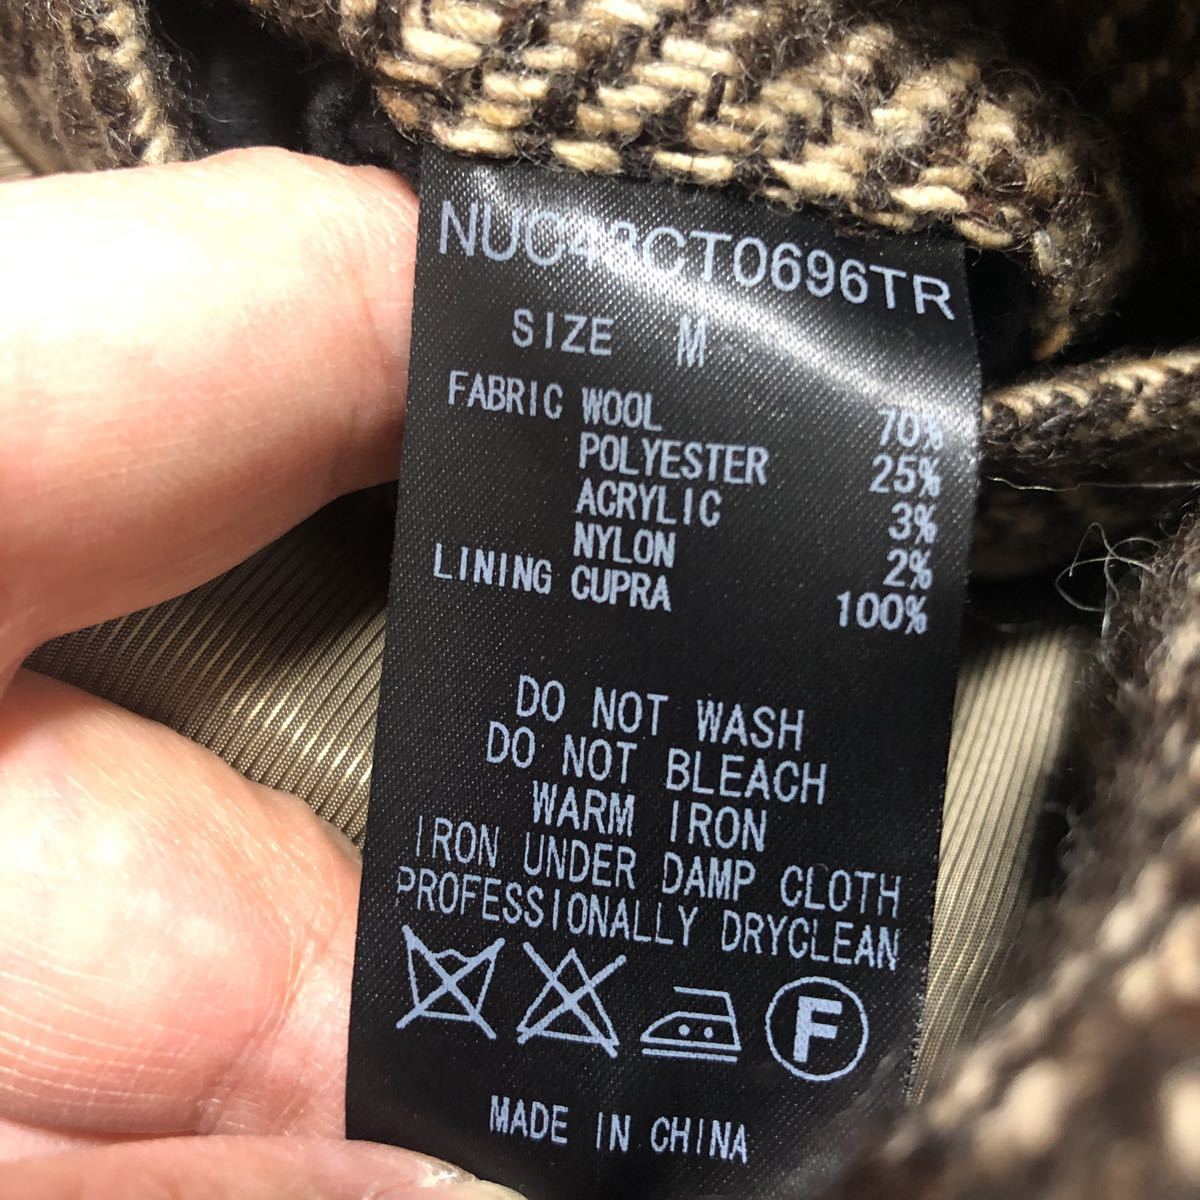 NUC43CT0696TR
SIZE M
FABRIC WOOL 70%
POLYESTER 25%
ACRYLIC 3%
NYLON 2%
LINING CUPRA 100%
DO NOT WASH
DO NOT BLEACH
WARM IRON
IRON UNDER DAMP CLOTH
PROFESSIONALLY DRYCLEAN
F
MADE IN CHINA